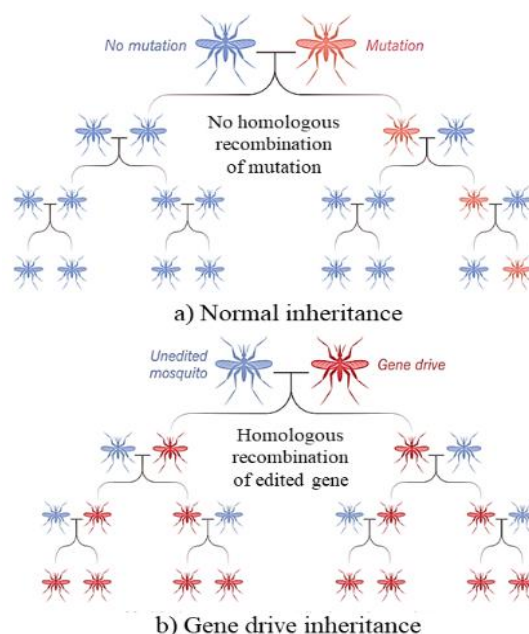 No mutation
Mutation
No homologous
recombination
of mutation
a) Normal inheritance
Unedited
mosquito
Gene drive
Homologous
recombination
of edited gene
b) Gene drive inheritance